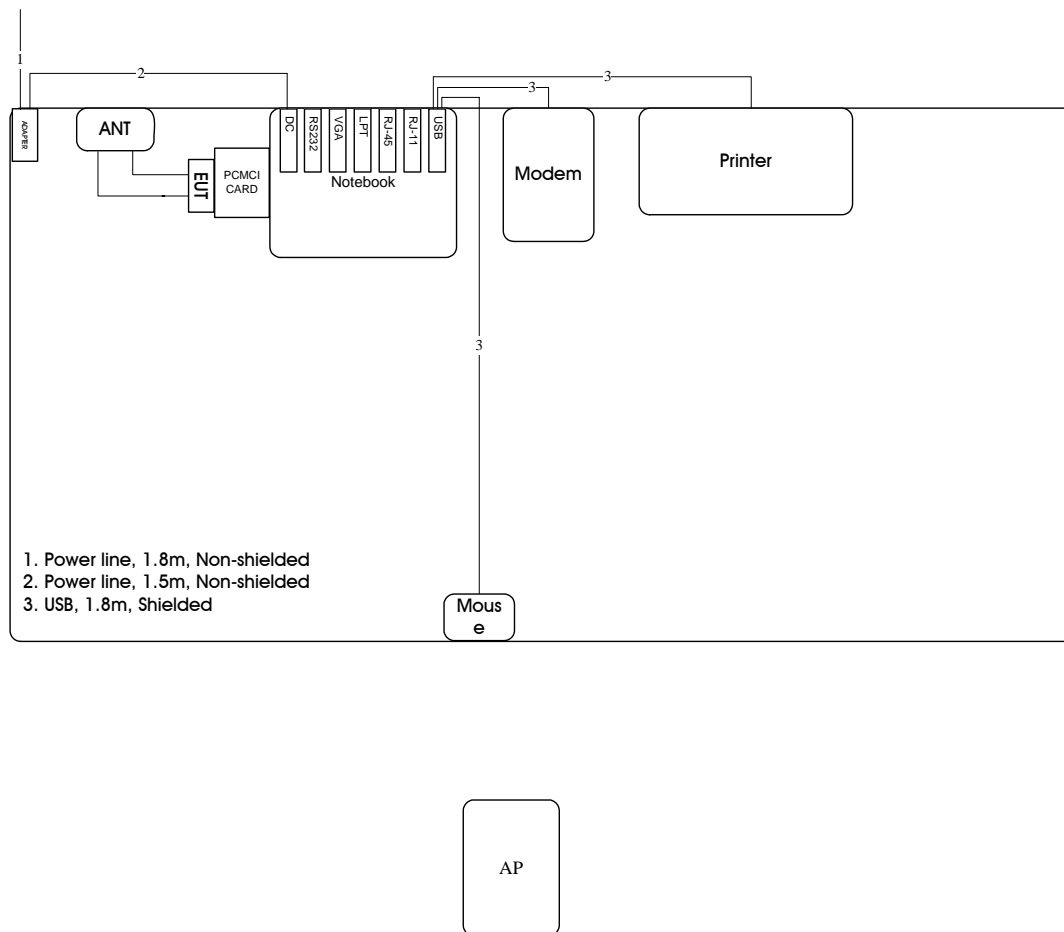 1
2
3
3
ADAPTER
ANT
EUT
PCMCI
CARD
DC
RS232
VGA
LPT
RJ-45
RJ-11
USB
Notebook
Modem
Printer
3
1. Power line, 1.8m, Non-shielded
2. Power line, 1.5m, Non-shielded
3. USB, 1.8m, Shielded
Mous
e
AP